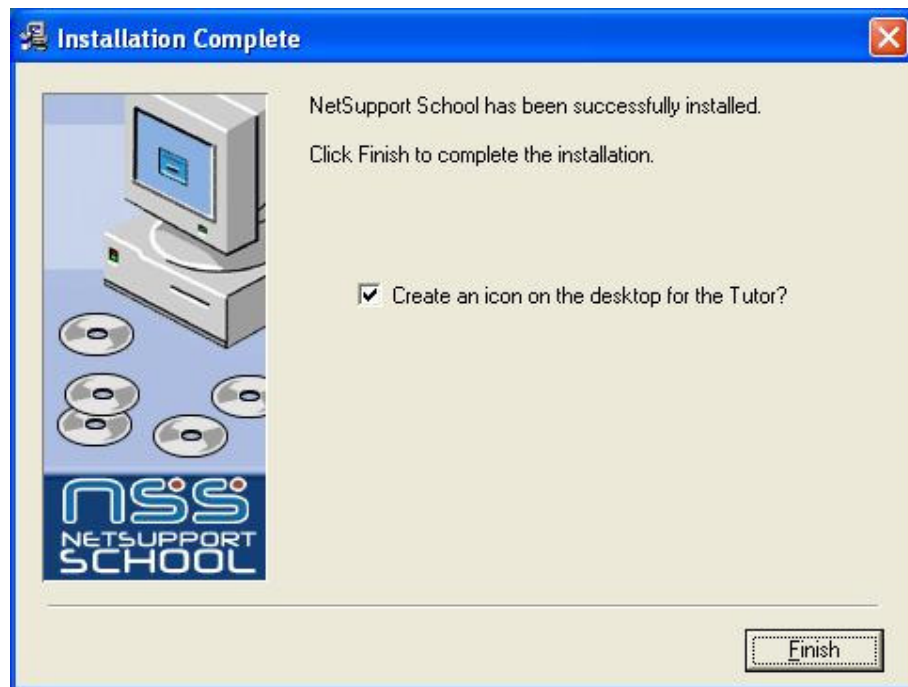 Installation Complete
NetSupport School has been successfully installed.
Click Finish to complete the installation.
Create an icon on the desktop for the Tutor?
nss
NETSUPPORT
SCHOOL
Finish